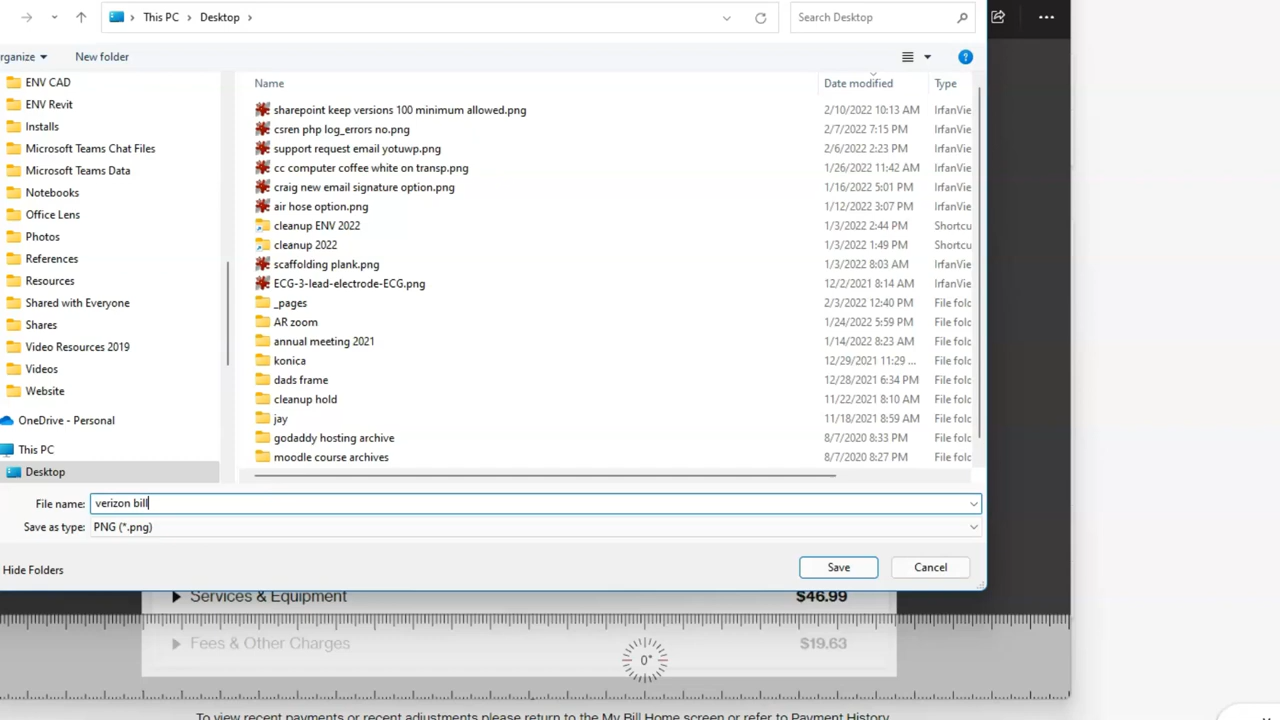 This PC > Desktop >
Search Desktop
rganize
New folder
Name
Date modified
Type
ENV CAD
ENV Revit
Installs
Microsoft Teams Chat Files
Microsoft Teams Data
Notebooks
Office Lens
Photos
References
Resources
Shared with Everyone
Shares
Video Resources 2019
Videos
Website
OneDrive - Personal
This PC
Desktop
sharepoint keep versions 100 minimum allowed.png 2/10/2022 10:13 AM IrfanVie
csren php log_errors no.png 2/7/2022 7:15 PM IrfanVie
support request email yotuwp.png 2/6/2022 2:23 PM IrfanVie
cc computer coffee white on transp.png 1/26/2022 11:42 AM IrfanVie
craig new email signature option.png 1/16/2022 5:01 PM IrfanVie
air hose option.png 1/12/2022 3:07 PM IrfanVie
cleanup ENV 2022 1/3/2022 2:44 PM Shortcu
cleanup 2022 1/3/2022 1:49 PM Shortcu
scaffolding plank.png 1/3/2022 8:03 AM IrfanVie
ECG-3-lead-electrode-ECG.png 12/2/2021 8:14 AM IrfanVie
_pages 2/3/2022 12:40 PM File folc
AR zoom 1/24/2022 5:59 PM File folc
annual meeting 2021 1/14/2022 8:23 AM File folc
konica 12/29/2021 11:29 ... File folc
dads frame 12/28/2021 6:34 PM File folc
cleanup hold 11/22/2021 8:10 AM File folc
jay 11/18/2021 8:59 AM File folc
godaddy hosting archive 8/7/2020 8:33 PM File folc
moodle course archives 8/7/2020 8:27 PM File folc
File name: verizon bill
Save as type: PNG (*.png)
Hide Folders
Save
Cancel
Services & Equipment $46.99
Fees & Other Charges $19.63
0°
To view recent payments or recent adjustments please return to the My Bill Home screen or refer to Payment History